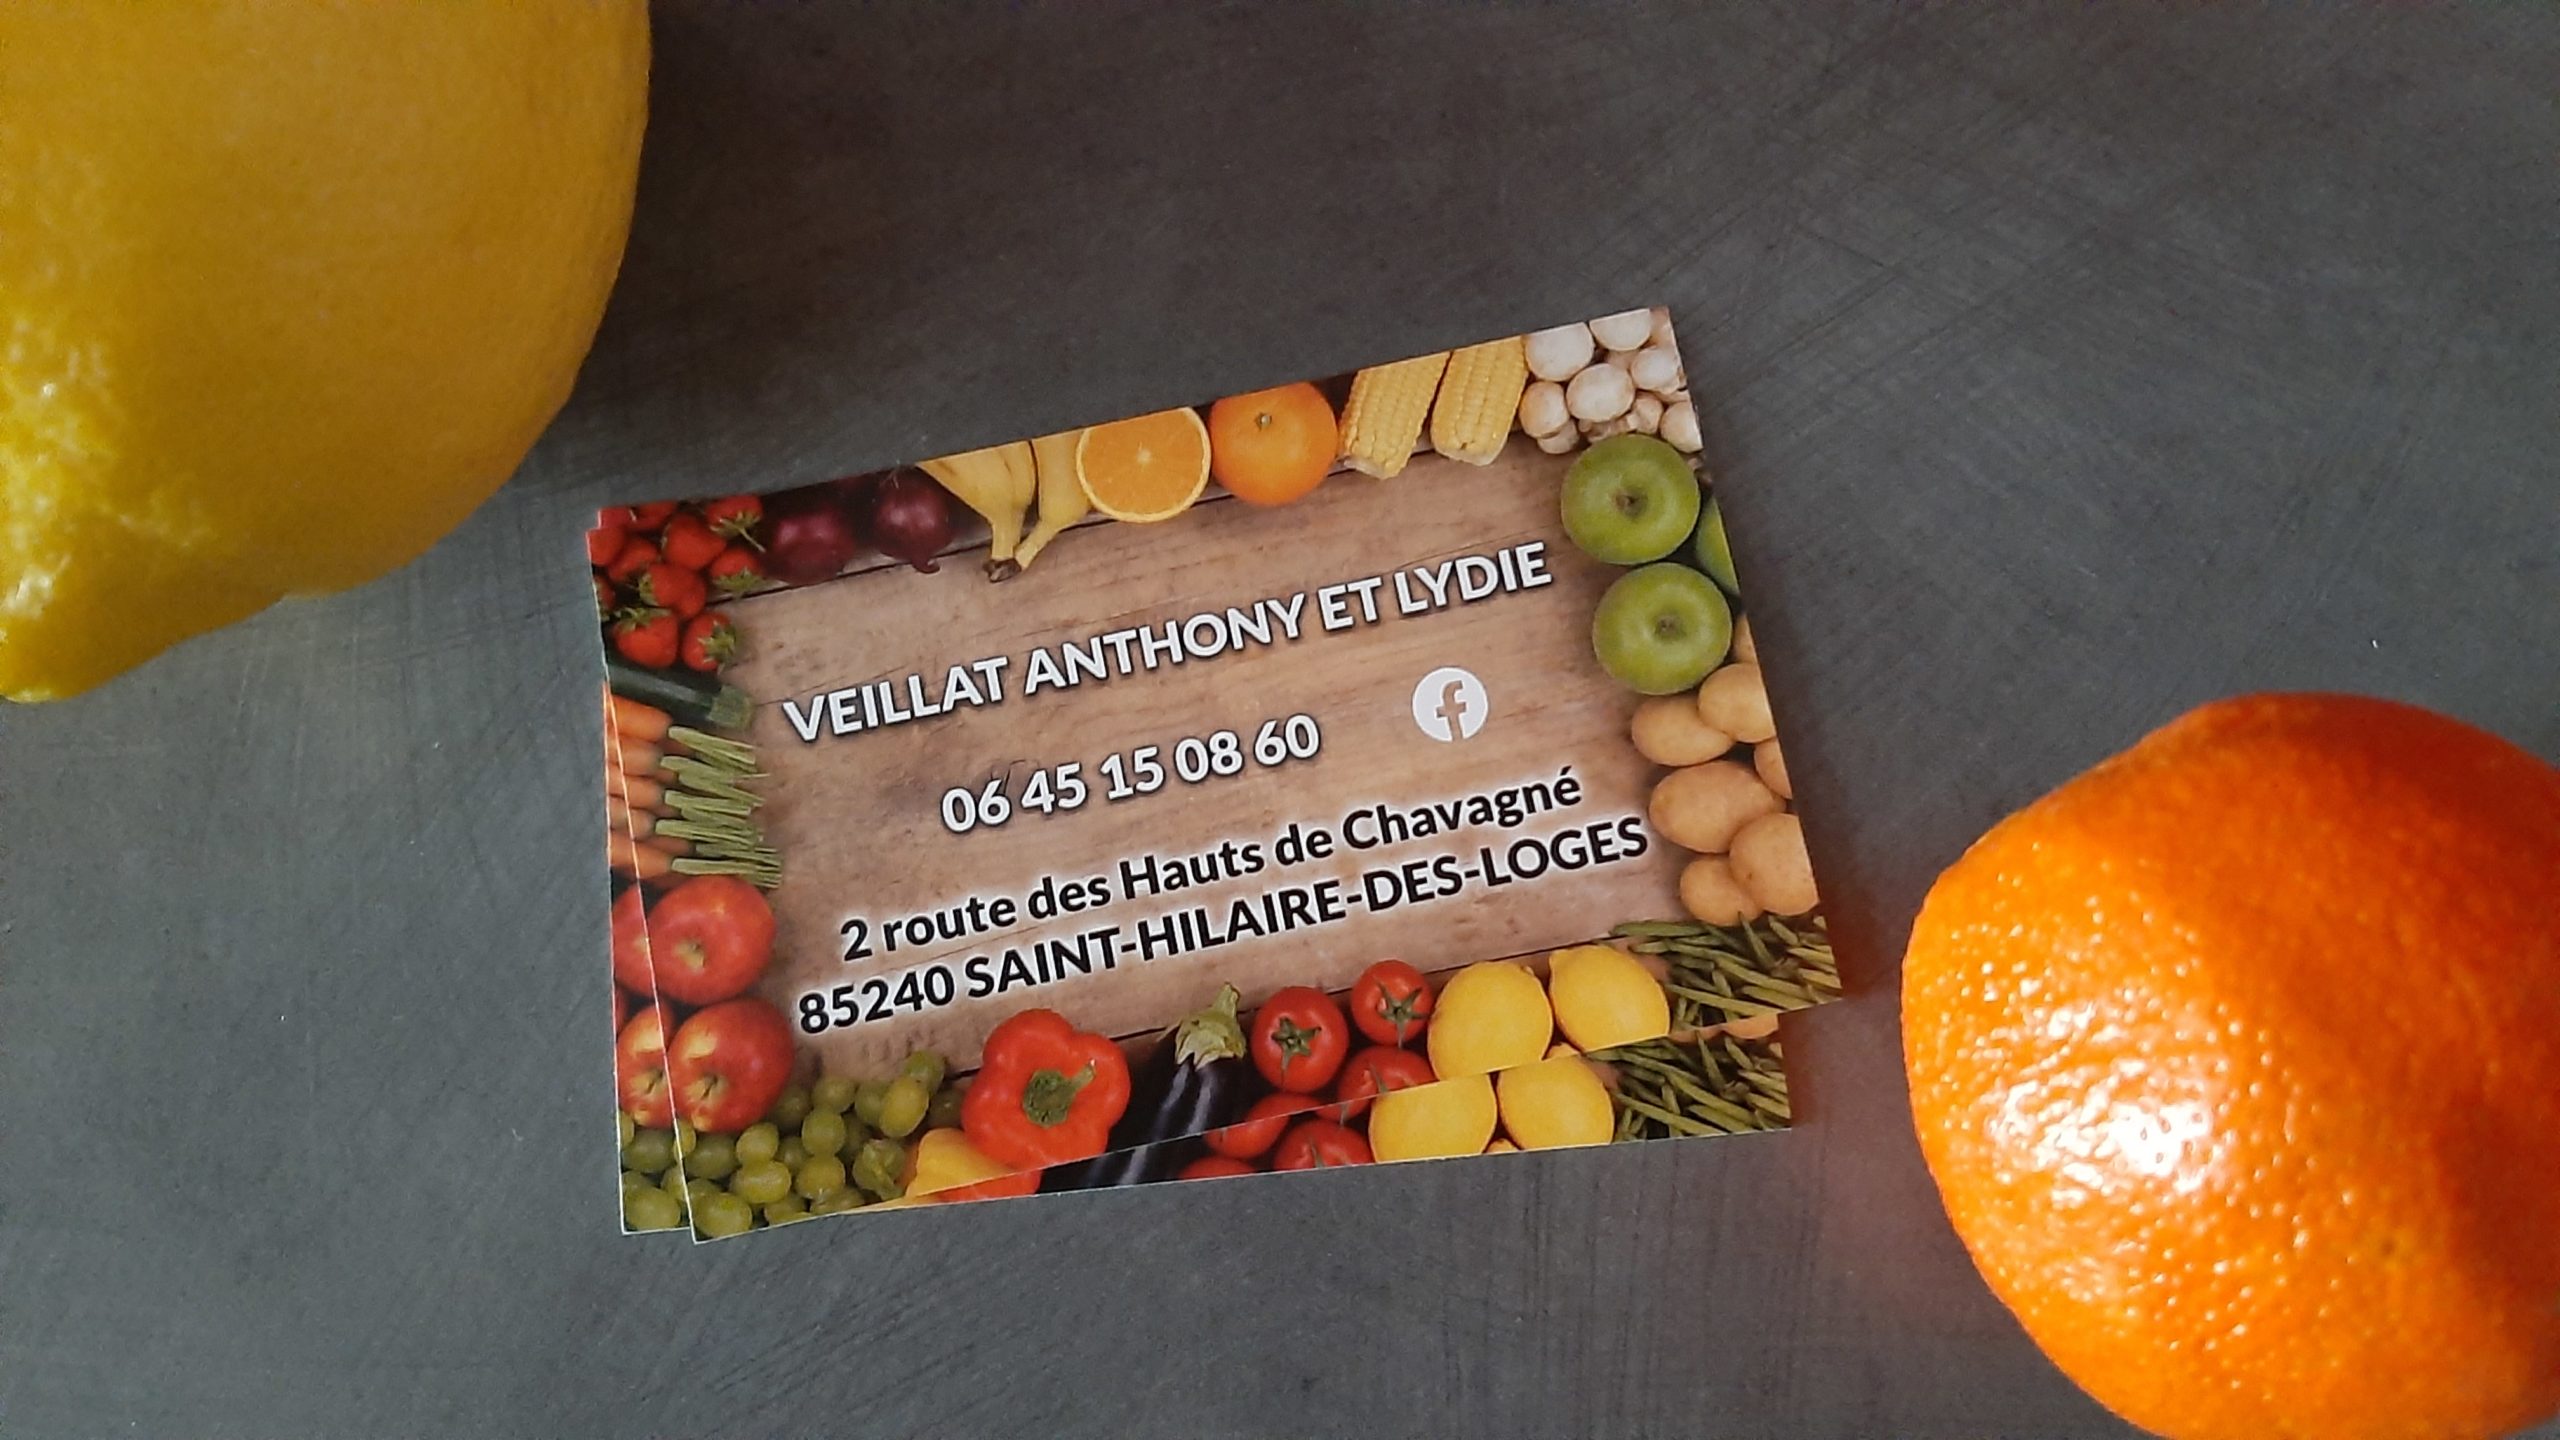 VEILLAT ANTHONY ET LYDIE
06 45 15 08 60
2 route des Hauts de Chavagné
85240 SAINT-HILAIRE-DES-LOGES